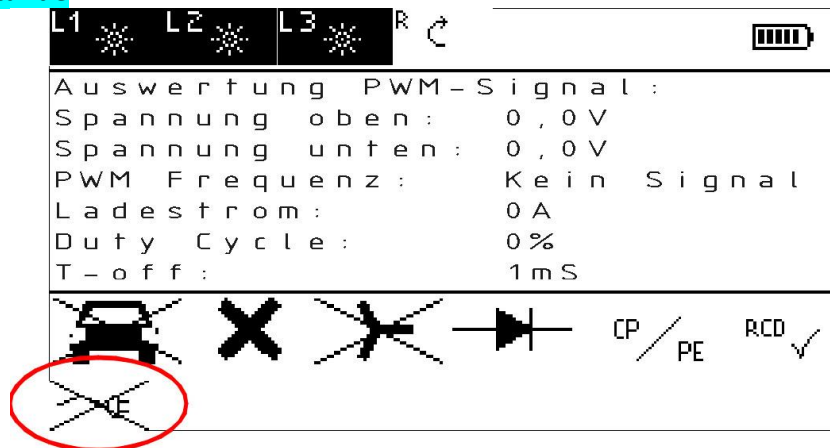 L1 L2 L3 R
Auswertung PWM-Signal:
Spannung oben: 0,0V
Spannung unten: 0,0V
PWM Frequenz: Kein Signal
Ladestrom: 0A
Duty Cycle: 0%
T-off: 1mS
CP/PE RCD